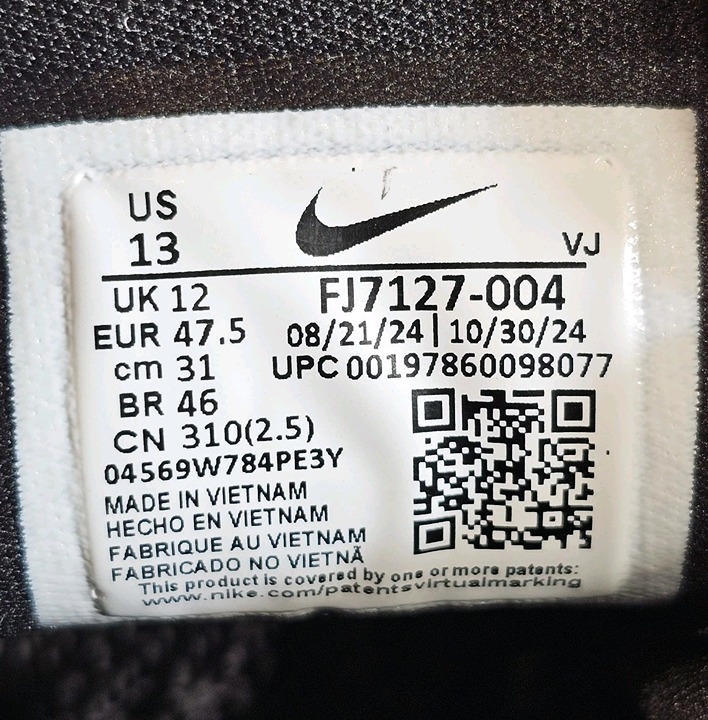 US
13
VJ
UK 12
FJ7127-004
EUR 47.5
08/21/24 | 10/30/24
cm 31
UPC 00197860098077
BR 46
CN 310(2.5)
04569W784PE3Y
MADE IN VIETNAM
HECHO EN VIETNAM
FABRIQUE AU VIETNAM
FABRICADO NO VIETNÃ
This product is covered by one or more patents:
www.nike.com/patentsvirtualmarking